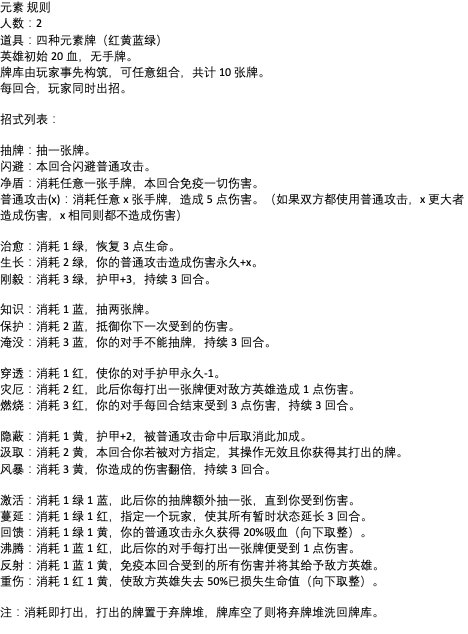 元素 规则
人数：2
道具：四种元素牌（红黄蓝绿）
英雄初始 20 血，无手牌。
牌库由玩家事先构筑，可任意组合，共计 10 张牌。
每回合，玩家同时出招。
招式列表：
抽牌：抽一张牌。
闪避：本回合闪避普通攻击。
净盾：消耗任意一张手牌，本回合免疫一切伤害。
普通攻击(x)：消耗任意 x 张手牌，造成 5 点伤害。（如果双方都使用普通攻击，x 更大者
造成伤害，x 相同则都不造成伤害）
治愈：消耗 1 绿，恢复 3 点生命。
生长：消耗 2 绿，你的普通攻击造成伤害永久+x。
刚毅：消耗 3 绿，护甲+3，持续 3 回合。
知识：消耗 1 蓝，抽两张牌。
保护：消耗 2 蓝，抵御你下一次受到的伤害。
淹没：消耗 3 蓝，你的对手不能抽牌，持续 3 回合。
穿透：消耗 1 红，使你的对手护甲永久-1。
灾厄：消耗 2 红，此后你每打出一张牌便对敌方英雄造成 1 点伤害。
燃烧：消耗 3 红，你的对手每回合结束受到 3 点伤害，持续 3 回合。
隐蔽：消耗 1 黄，护甲+2，被普通攻击命中后取消此加成。
汲取：消耗 2 黄，本回合你若被对方指定，其操作无效且你获得其打出的牌。
风暴：消耗 3 黄，你造成的伤害翻倍，持续 3 回合。
激活：消耗 1 绿 1 蓝，此后你的抽牌额外抽一张，直到你受到伤害。
蔓延：消耗 1 绿 1 红，指定一个玩家，使其所有暂时状态延长 3 回合。
回馈：消耗 1 绿 1 黄，你的普通攻击永久获得 20%吸血（向下取整）。
沸腾：消耗 1 蓝 1 红，此后你的对手每打出一张牌便受到 1 点伤害。
反射：消耗 1 蓝 1 黄，免疫本回合受到的所有伤害并将其给予敌方英雄。
重伤：消耗 1 红 1 黄，使敌方英雄失去 50%已损失生命值（向下取整）。
注：消耗即打出，打出的牌置于弃牌堆，牌库空了则将弃牌堆洗回牌库。